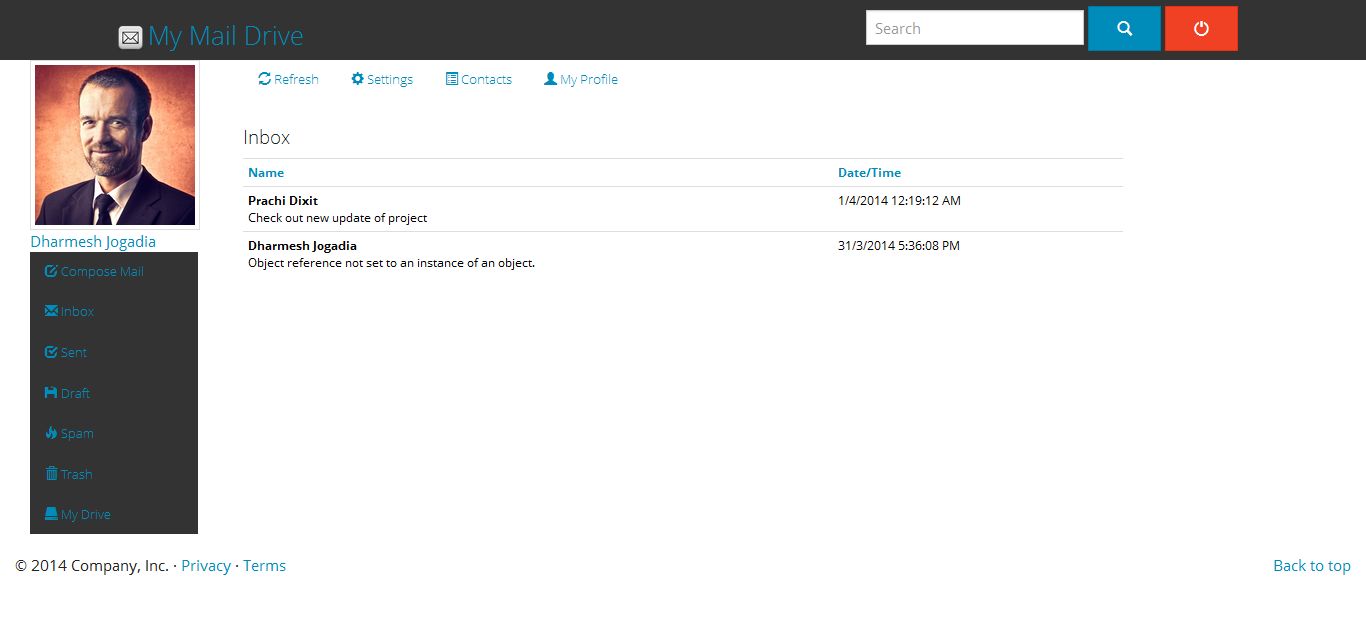 My Mail Drive
Search
Refresh Settings Contacts My Profile
Dharmesh Jogadia
Compose Mail
Inbox
Sent
Draft
Spam
Trash
My Drive
Inbox
Name Date/Time
Prachi Dixit 1/4/2014 12:19:12 AM
Check out new update of project
Dharmesh Jogadia 31/3/2014 5:36:08 PM
Object reference not set to an instance of an object.
© 2014 Company, Inc. · Privacy · Terms Back to top